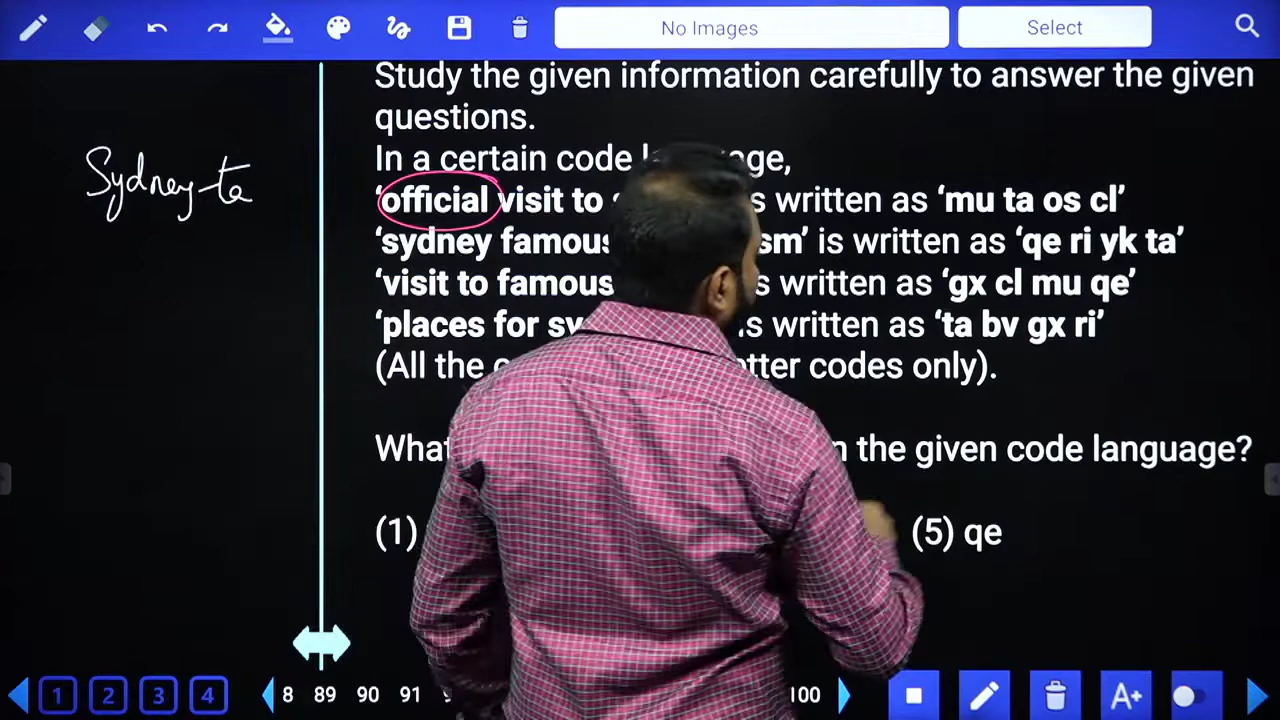 No Images
Select
Study the given information carefully to answer the given
questions.
In a certain code
Sydney-ta
'official visit to is written as 'mu ta os cl'
'sydney famous is written as 'qe ri yk ta'
'visit to famous written as 'gx cl mu qe'
'places for is written as 'ta bv gx ri'
(All the codes only).
What the given code language?
(1) (5) qe
1 2 3 4 8 89 90 91 100 A+